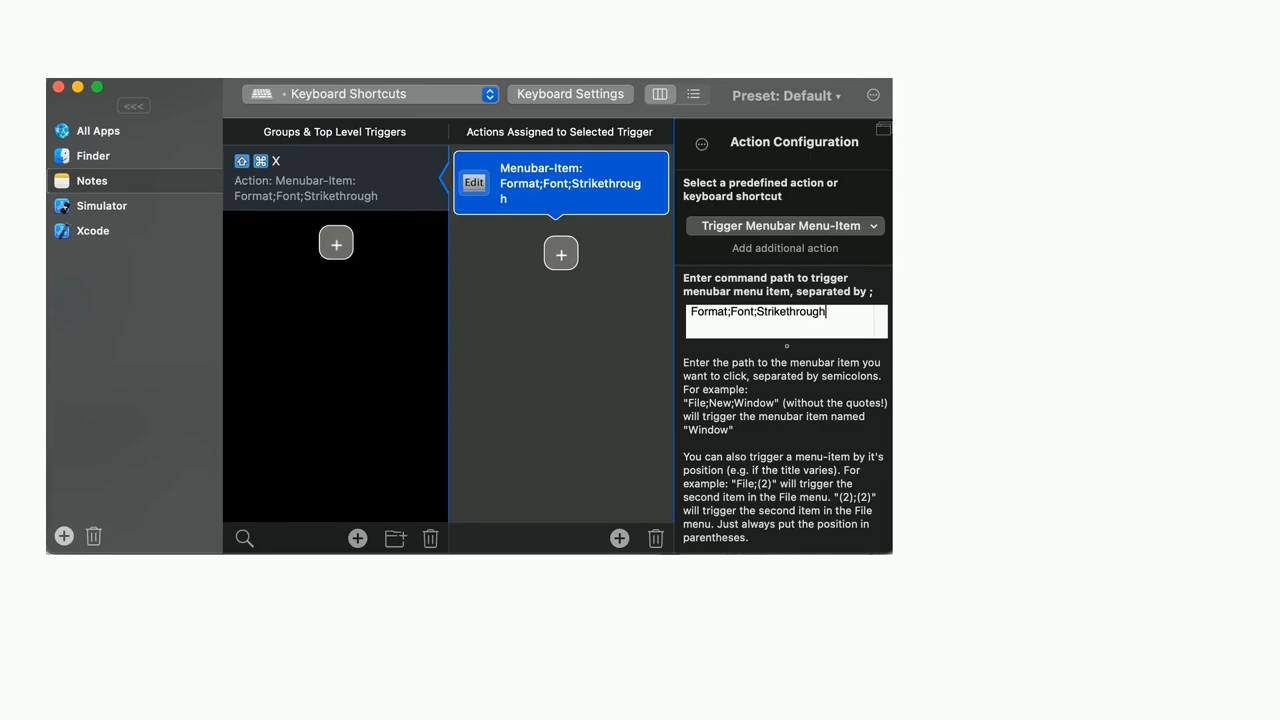 Keyboard Shortcuts
Keyboard Settings
Preset: Default
<<<
All Apps
Finder
Notes
Simulator
Xcode
Groups & Top Level Triggers
X
Action: Menubar-Item:
Format;Font;Strikethrough
Actions Assigned to Selected Trigger
Edit
Menubar-Item:
Format;Font;Strikethroug
h
Action Configuration
Select a predefined action or
keyboard shortcut
Trigger Menubar Menu-Item
Add additional action
Enter command path to trigger
menubar menu item, separated by ;
Format;Font;Strikethrough
Enter the path to the menubar item you
want to click, separated by semicolons.
For example:
"File;New;Window" (without the quotes!)
will trigger the menubar item named
"Window"
You can also trigger a menu-item by it's
position (e.g. if the title varies). For
example: "File;(2)" will trigger the
second item in the File menu. "(2);(2)"
will trigger the second item in the File
menu. Just always put the position in
parentheses.